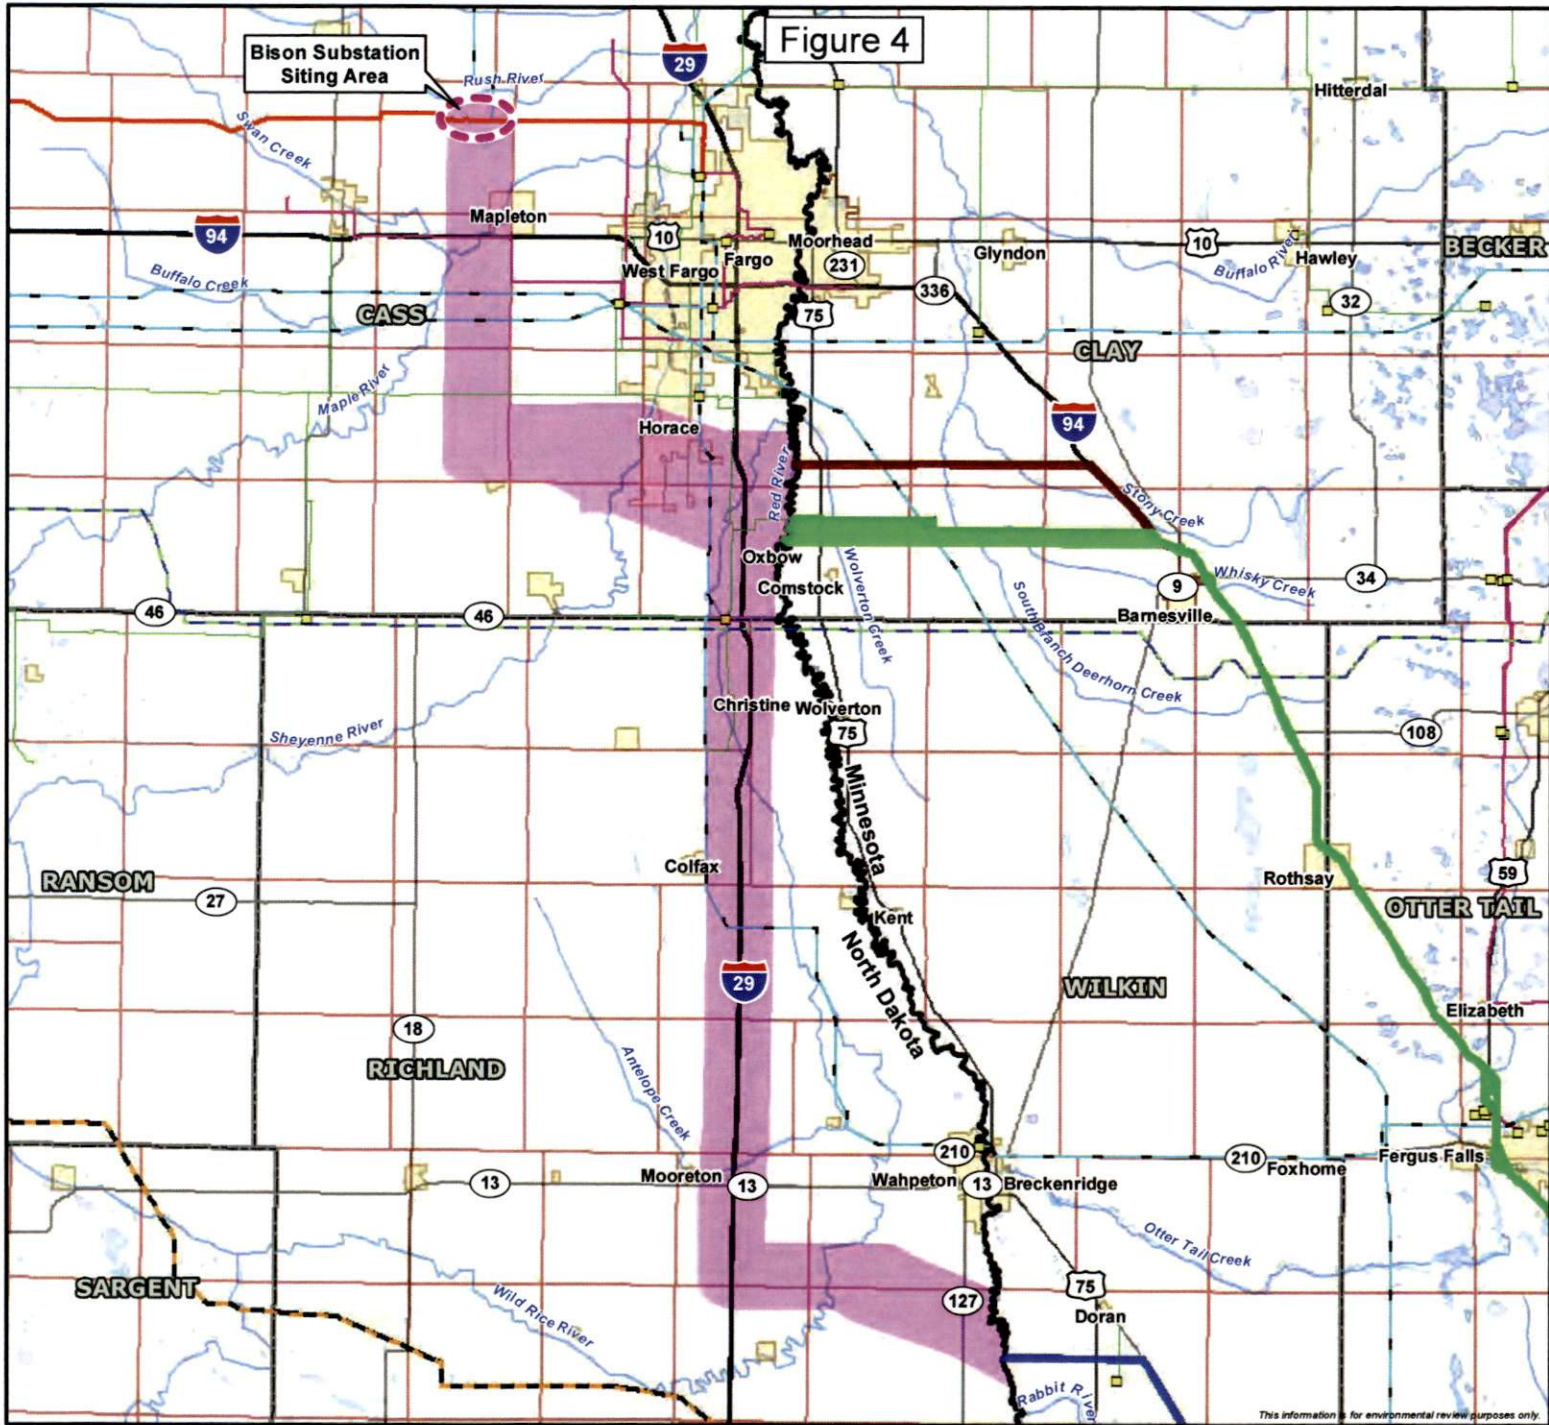 Figure 4
Bison Substation
Siting Area
Rush River
29
Hitterdal
Swan Creek
Mapleton
94
10
Moorhead
Glyndon
10
BECKER
Buffalo Creek
West Fargo
Fargo
231
Buffalo River
Hawley
336
32
CASS
75
CLAY
Maple River
Horace
94
Red River
Stony Creek
Oxbow
Wolverton Creek
9
Whisky Creek
34
46
46
Comstock
Barnesville
South Branch Deerhorn Creek
Christine
Wolverton
Sheyenne River
75
108
Minnesota
Colfax
RANSOM
27
Rothsay
59
OTTER TAIL
Kent
North Dakota
29
WILKIN
Elizabeth
18
RICHLAND
Antelope Creek
210
210
Foxhome
Fergus Falls
13
Mooreton
13
Wahpeton
13
Breckenridge
Otter Tail Creek
SARGENT
Wild Rice River
127
75
Doran
Rabbit River
This information is for environmental review purposes only.